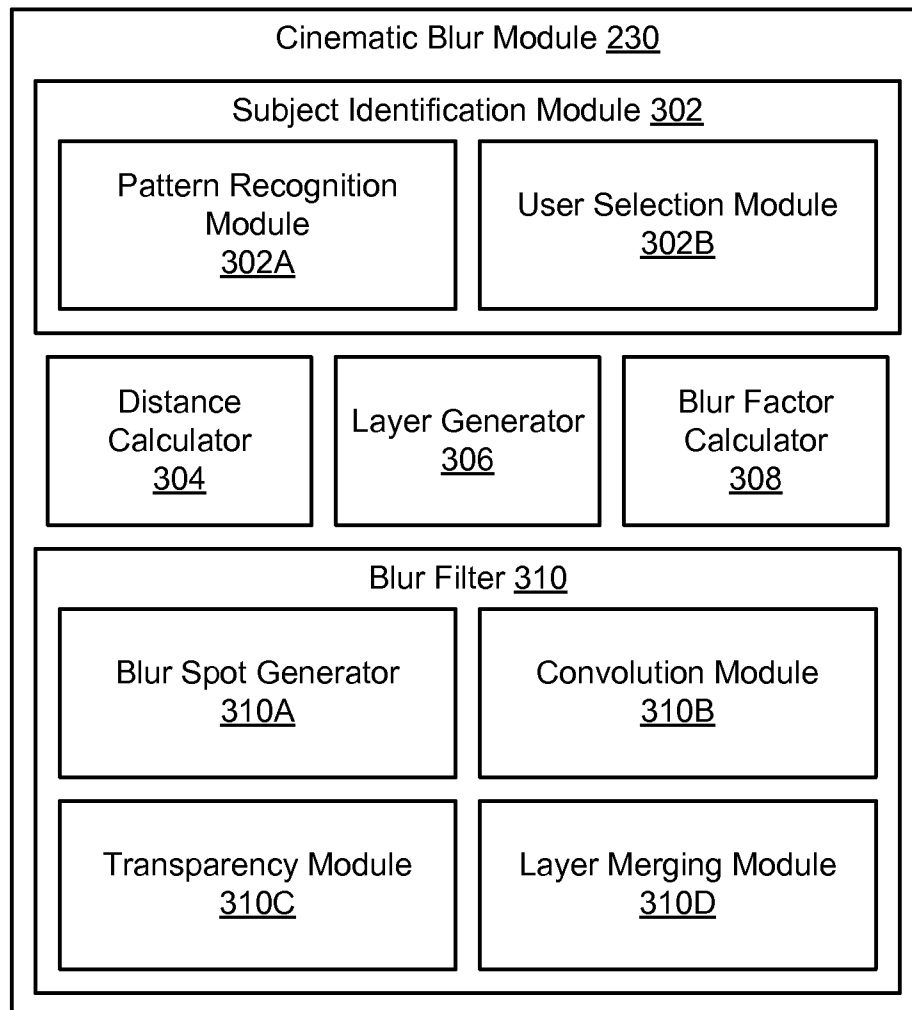 Cinematic Blur Module 230
Subject Identification Module 302
Pattern Recognition
Module
302A
User Selection Module
302B
Distance
Calculator
304
Layer Generator
306
Blur Factor
Calculator
308
Blur Filter 310
Blur Spot Generator
310A
Convolution Module
310B
Transparency Module
310C
Layer Merging Module
310D